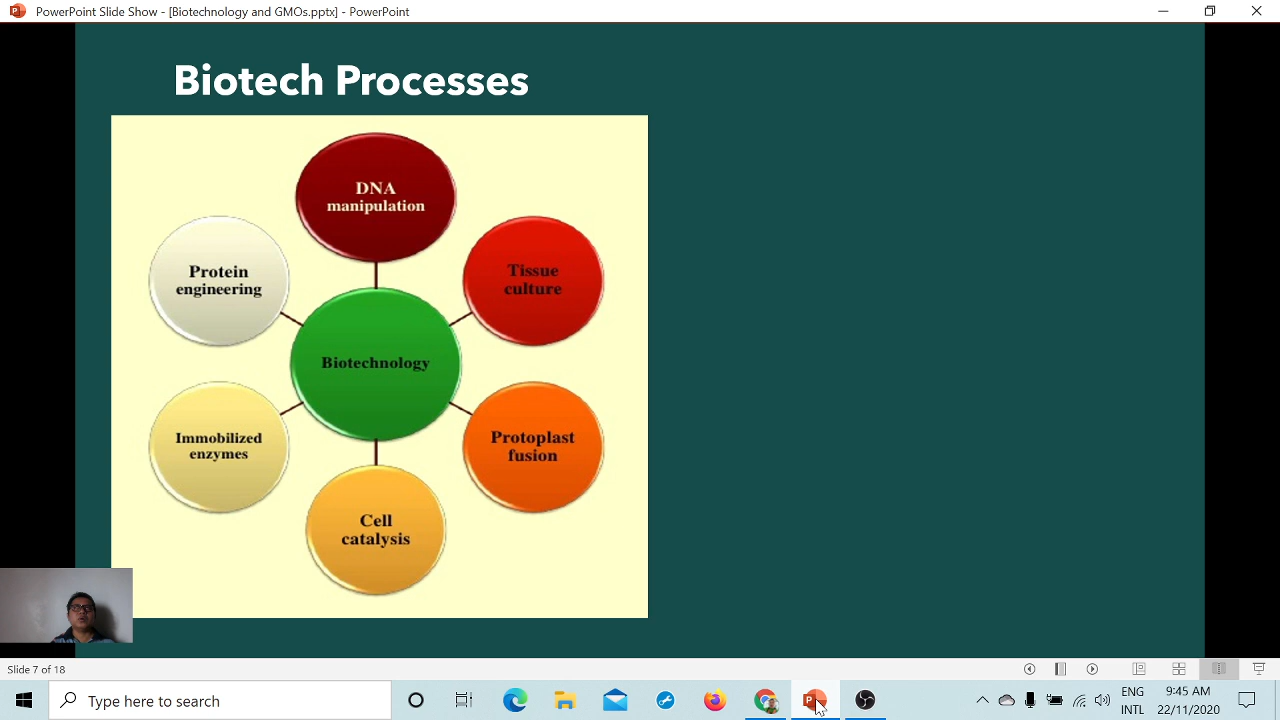 PowerPoint Slide Show - [Biotechnology and GMOs.pptx] - PowerPoint
Biotech Processes
DNA
manipulation
Protein
engineering
Tissue
culture
Biotechnology
Immobilized
enzymes
Protoplast
fusion
Cell
catalysis
Slide 7 of 18
Type here to search
ENG
INTL
9:45 AM
22/11/2020